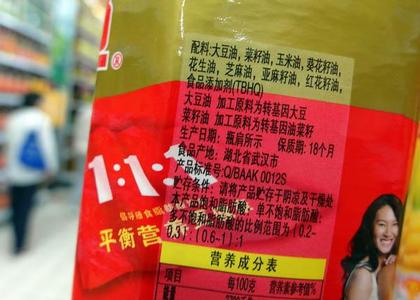 ®
配料:大豆油,菜籽油,玉米油,葵花籽油,
花生油,芝麻油,亚麻籽油,红花籽油,
食品添加剂(TBHQ)
大豆油 加工原料为转基因大豆
菜籽油 加工原料为转基因油菜籽
生产日期:瓶肩所示 保质期:18个月
食品产地:湖北省武汉市
产品标准号:Q/BAAK 0012S
贮存条件:请将产品贮存于阴凉及干燥处
本产品饱和脂肪酸:单不饱和脂肪酸:
多不饱和脂肪酸的比例范围为(0.2-
0.3):(0.6-1):1
1:1:1
倡导膳食脂肪酸
平衡营
营养成分表
项目 每100克 营养素参考值%